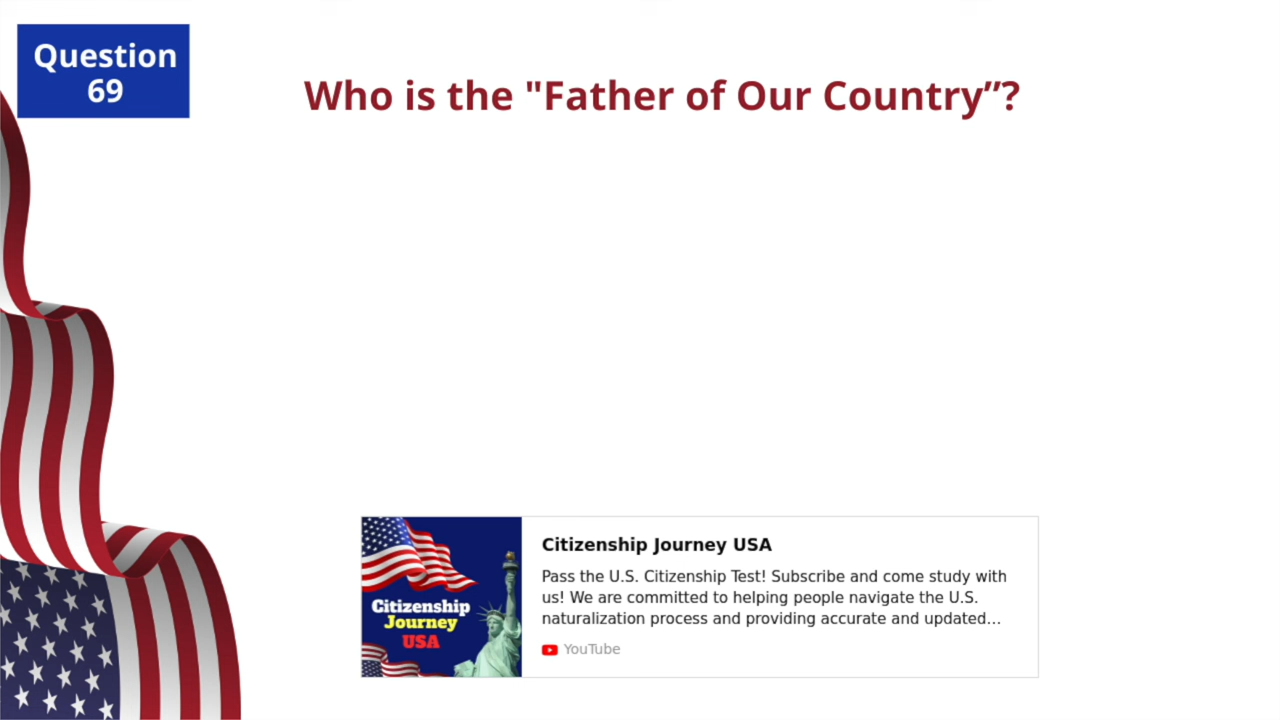 Question
69
Who is the "Father of Our Country”?
Citizenship
Journey
USA
Citizenship Journey USA
Pass the U.S. Citizenship Test! Subscribe and come study with
us! We are committed to helping people navigate the U.S.
naturalization process and providing accurate and updated...
YouTube